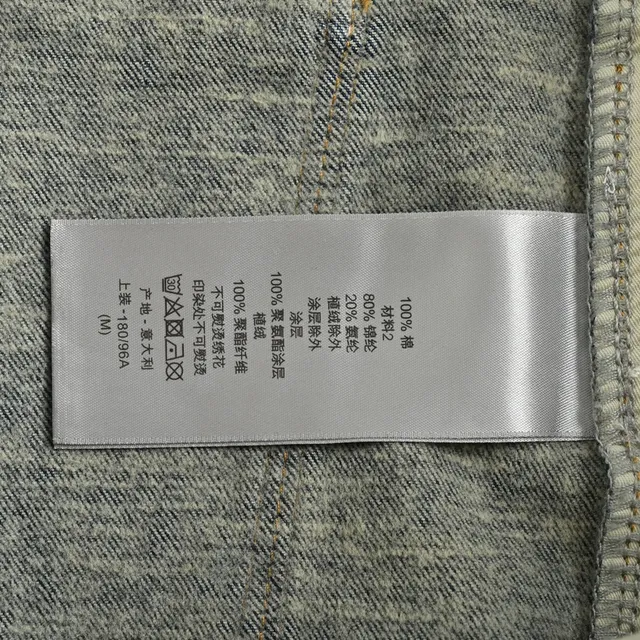 100% 棉
材料2
80% 锦纶
20% 氨纶
植绒除外
涂层除外
涂层
100% 聚氨酯涂层
植绒
100% 聚酯纤维
不可熨烫绣花
印染处不可熨烫
30
产地 - 意大利
上装 - 180/96A
(M)